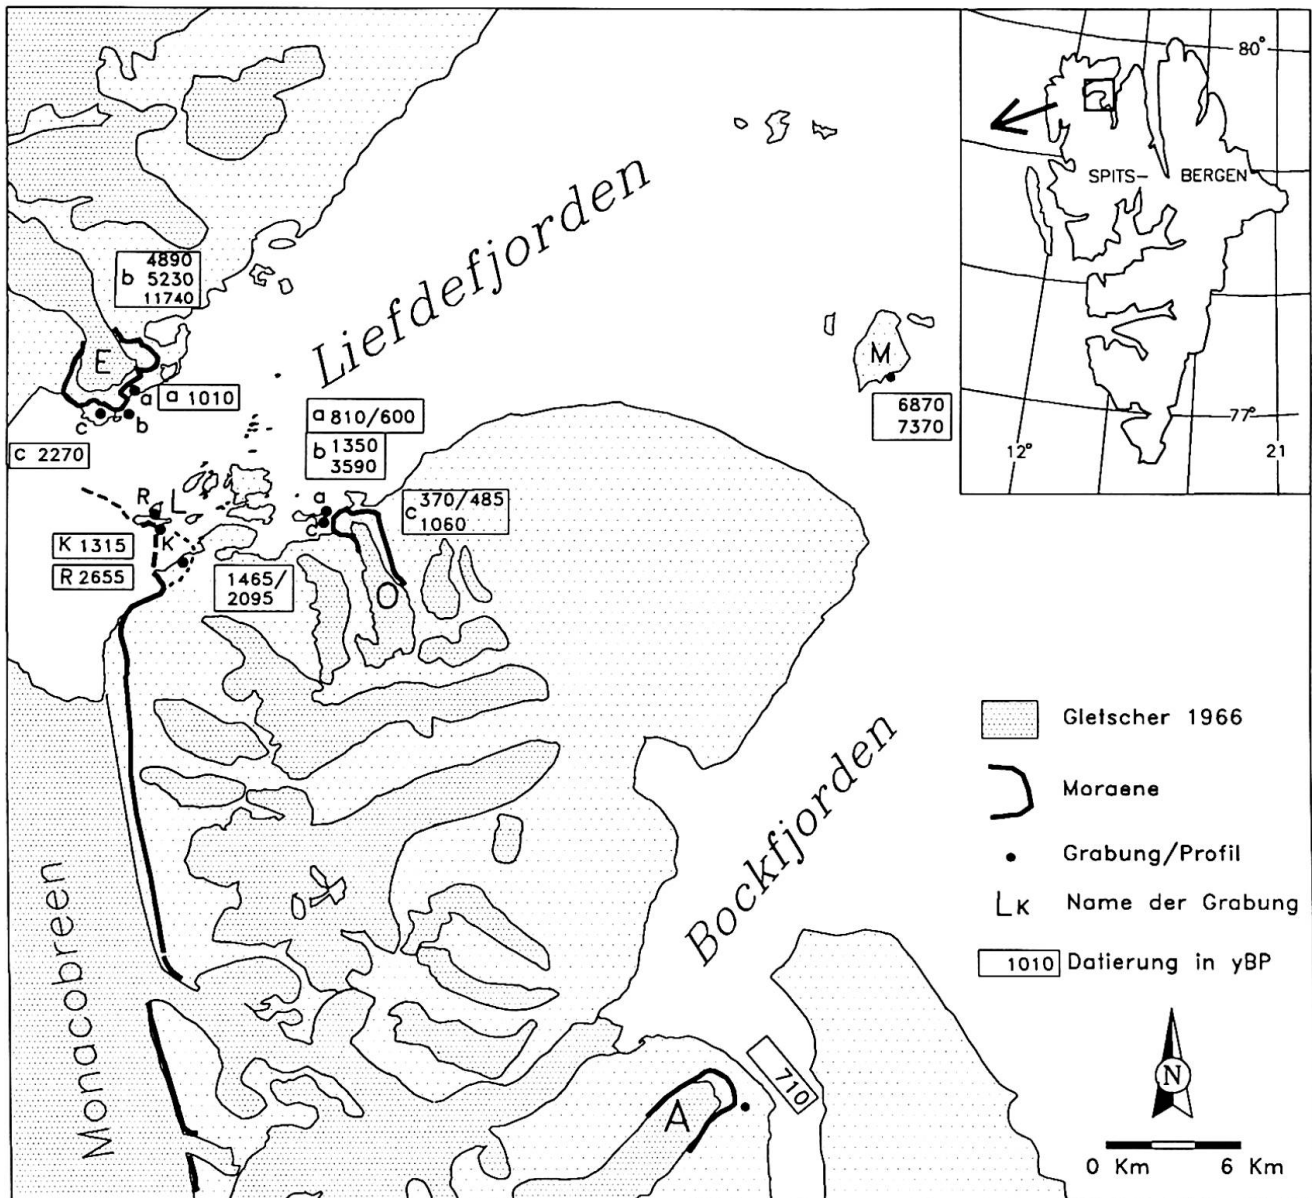 80°
SPITS-
BERGEN
77°
12°
21
Liefdefjorden
4890
b 5230
11740
E
a
a 1010
c
b
c 2270
M
6870
7370
a 810/600
b 1350
3590
a
c
c 370/485
1060
R
L
K
K 1315
R 2655
1465/
2095
O
Bockfjorden
Monacobreen
710
A
Gletscher 1966
Moraene
Grabung/Profil
LK Name der Grabung
1010 Datierung in yBP
N
0 Km 6 Km